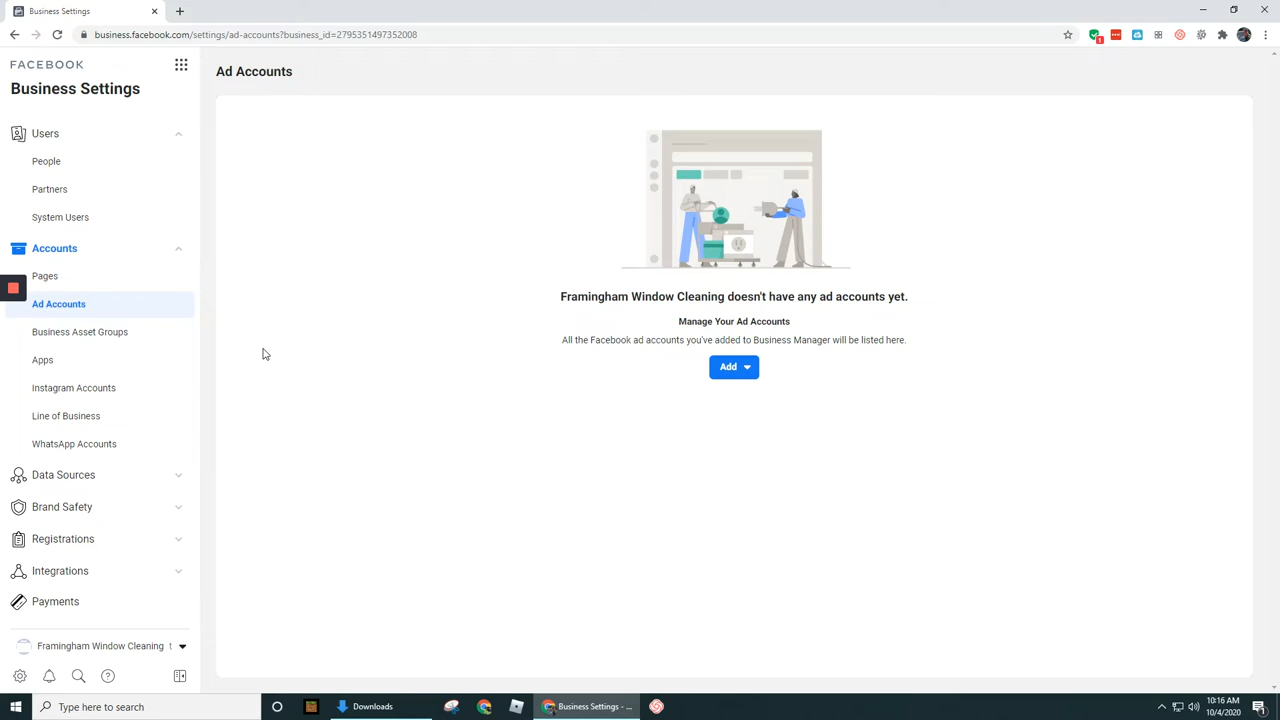 Business Settings
business.facebook.com/settings/ad-accounts?business_id=2795351497352008
1
FACEBOOK
Business Settings
Users
People
Partners
System Users
Accounts
Pages
Ad Accounts
Business Asset Groups
Apps
Instagram Accounts
Line of Business
WhatsApp Accounts
Data Sources
Brand Safety
Registrations
Integrations
Payments
Framingham Window Cleaning t
Ad Accounts
Framingham Window Cleaning doesn't have any ad accounts yet.
Manage Your Ad Accounts
All the Facebook ad accounts you've added to Business Manager will be listed here.
Add
Type here to search
Downloads
Business Settings - ...
10:16 AM
10/4/2020
1